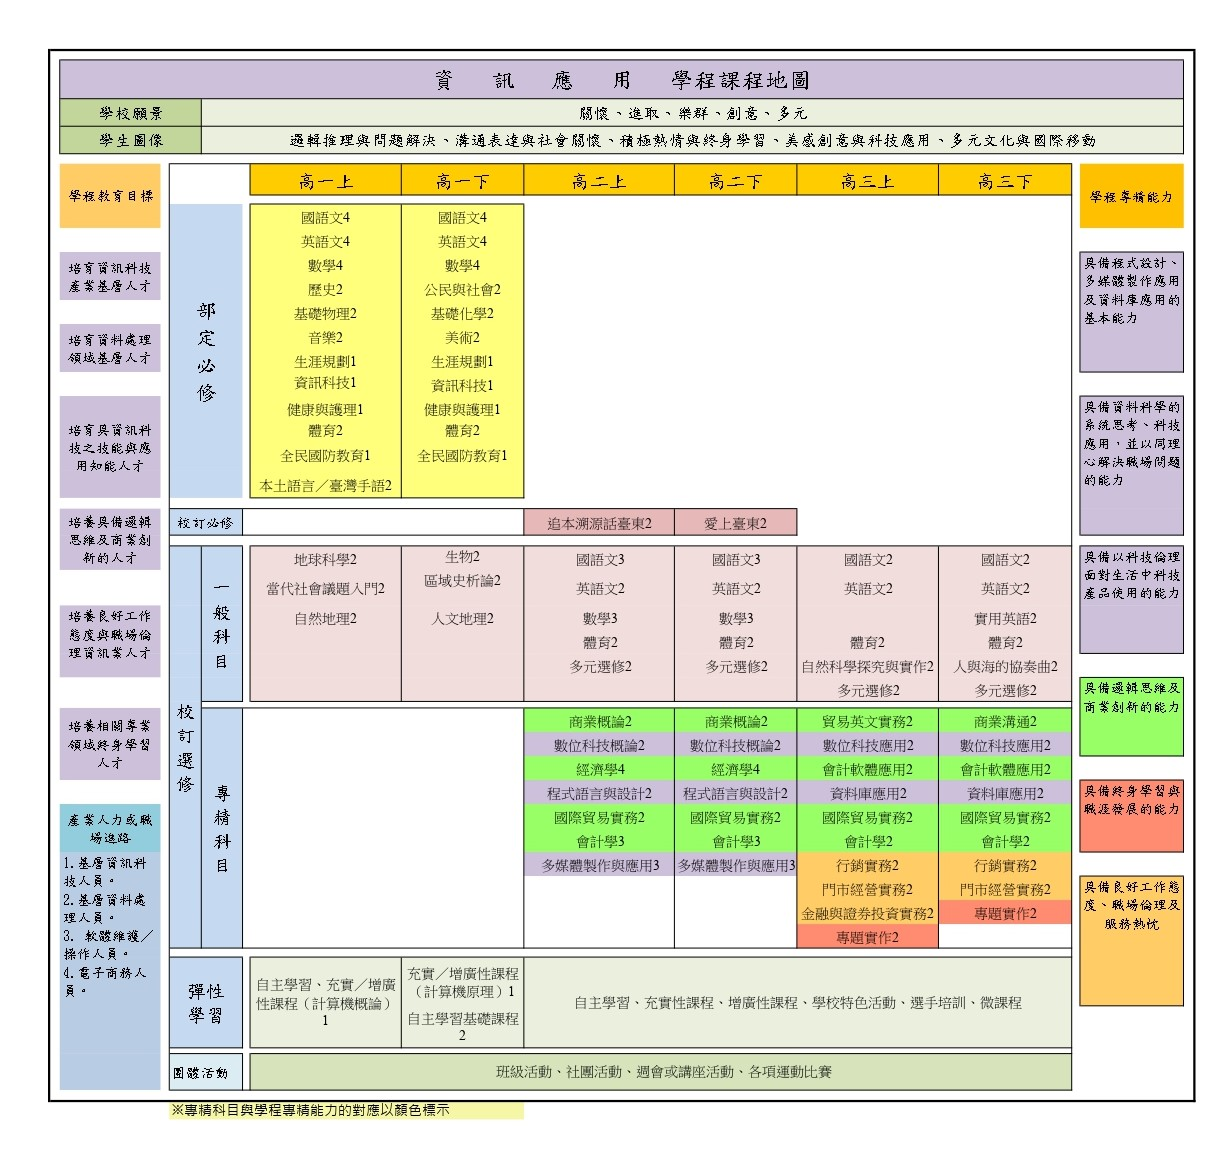 資 訊 應 用 學程課程地圖
學校願景
關懷、進取、樂群、創意、多元
學生圖像
邏輯推理與問題解決、溝通表達與社會關懷、積極熱情與終身學習、美感創意與科技應用、多元文化與國際移動
學程教育目標
培育資訊科技
產業基層人才
培育資料處理
領域基層人才
培育具資訊科
技之技能與應
用知能人才
培養具備邏輯
思維及商業創
新的人才
培養良好工作
態度與職場倫
理資訊業人才
培養相關專業
領域終身學習
人才
產業人力或職
場進路
1.基層資訊科
技人員。
2.基層資料處
理人員。
3. 軟體維護／
操作人員。
4.電子商務人
員。
高一上
高一下
高二上
高二下
高三上
高三下
部
定
必
修
國語文4
英語文4
數學4
歷史2
基礎物理2
音樂2
生涯規劃1
資訊科技1
健康與護理1
體育2
全民國防教育1
本土語言／臺灣手語2
國語文4
英語文4
數學4
公民與社會2
基礎化學2
美術2
生涯規劃1
資訊科技1
健康與護理1
體育2
全民國防教育1
校訂必修
追本溯源話臺東2
愛上臺東2
校
訂
選
修
一
般
科
目
地球科學2
當代社會議題入門2
自然地理2
生物2
區域史析論2
人文地理2
國語文3
英語文2
數學3
體育2
多元選修2
國語文3
英語文2
數學3
體育2
多元選修2
國語文2
英語文2
體育2
自然科學探究與實作2
多元選修2
國語文2
英語文2
實用英語2
體育2
人與海的協奏曲2
多元選修2
專
精
科
目
商業概論2
數位科技概論2
經濟學4
程式語言與設計2
國際貿易實務2
會計學3
多媒體製作與應用3
商業概論2
數位科技概論2
經濟學4
程式語言與設計2
國際貿易實務2
會計學3
多媒體製作與應用3
貿易英文實務2
數位科技應用2
會計軟體應用2
資料庫應用2
國際貿易實務2
會計學2
行銷實務2
門市經營實務2
金融與證券投資實務2
專題實作2
商業溝通2
數位科技應用2
會計軟體應用2
資料庫應用2
國際貿易實務2
會計學2
行銷實務2
門市經營實務2
專題實作2
彈性
學習
自主學習、充實／增廣
性課程（計算機概論）
1
充實／增廣性課程
（計算機原理）1
自主學習基礎課程
2
自主學習、充實性課程、增廣性課程、學校特色活動、選手培訓、微課程
團體活動
班級活動、社團活動、週會或講座活動、各項運動比賽
學程專精能力
具備程式設計、
多媒體製作應用
及資料庫應用的
基本能力
具備資料科學的
系統思考、科技
應用，並以同理
心解決職場問題
的能力
具備以科技倫理
面對生活中科技
產品使用的能力
具備邏輯思維及
商業創新的能力
具備終身學習與
職涯發展的能力
具備良好工作態
度、職場倫理及
服務熱忱
※專精科目與學程專精能力的對應以顏色標示